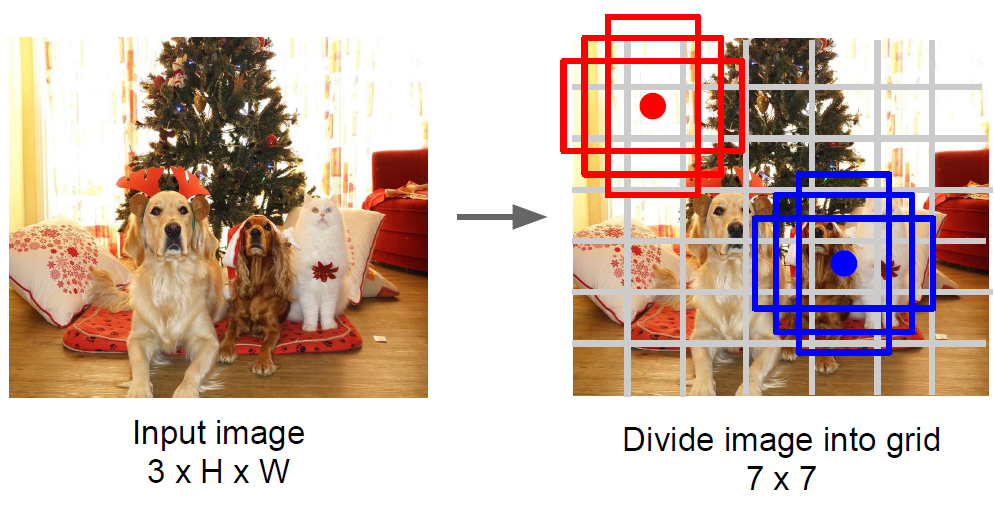 Input image
3 x H x W
Divide image into grid
7 x 7